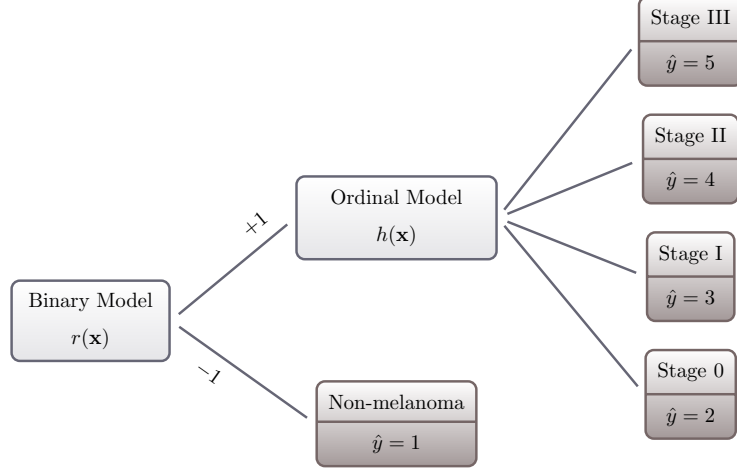 Stage III
ŷ = 5
Stage II
ŷ = 4
Ordinal Model
h(x)
+1
Stage I
ŷ = 3
Binary Model
r(x)
−1
Stage 0
ŷ = 2
Non-melanoma
ŷ = 1